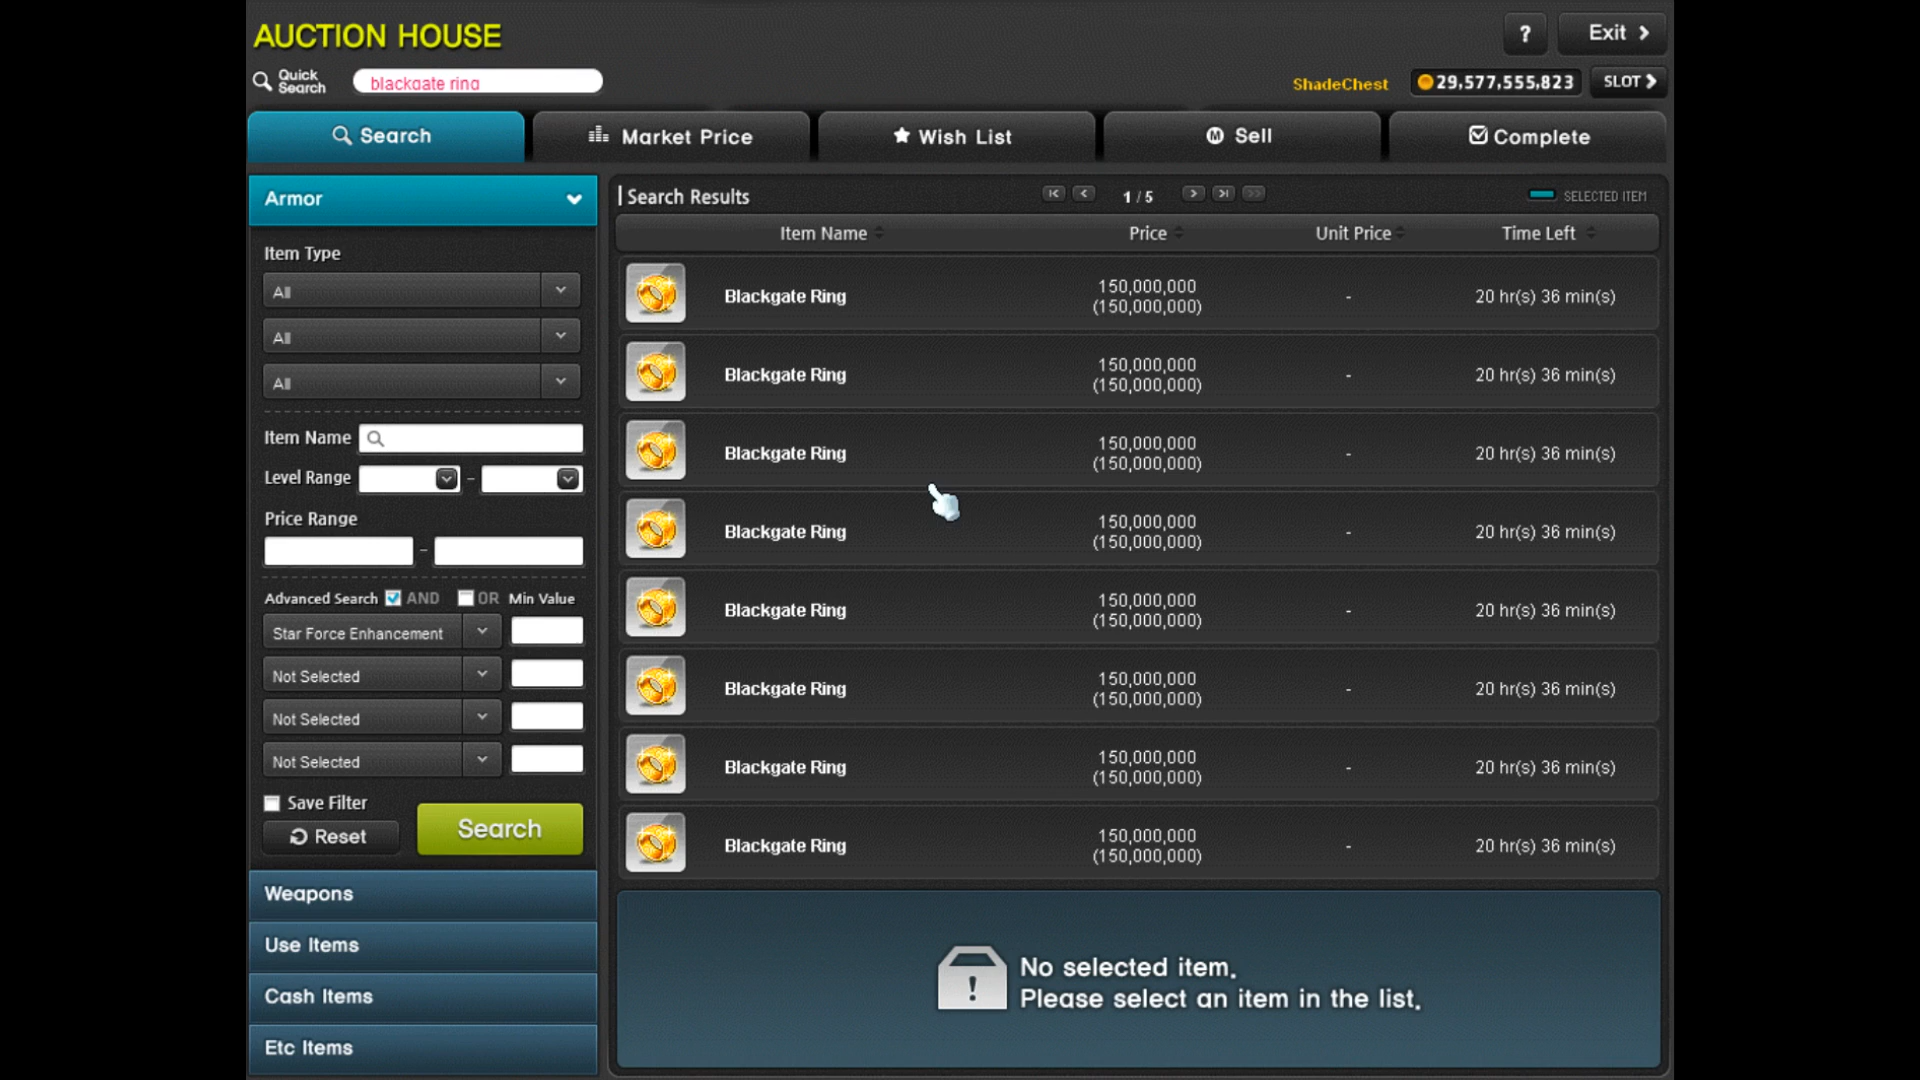 AUCTION HOUSE
?
Exit
Quick Search
blackgate ring
ShadeChest
29,577,555,823
SLOT
Search
Market Price
Wish List
Sell
Complete
Armor
Item Type
All
All
All
Item Name
Level Range
-
Price Range
-
Advanced Search AND OR Min Value
Star Force Enhancement
Not Selected
Not Selected
Not Selected
Save Filter
Reset
Search
Weapons
Use Items
Cash Items
Etc Items
Search Results
1 / 5
SELECTED ITEM
Item Name Price Unit Price Time Left
Blackgate Ring 150,000,000 (150,000,000) - 20 hr(s) 36 min(s)
Blackgate Ring 150,000,000 (150,000,000) - 20 hr(s) 36 min(s)
Blackgate Ring 150,000,000 (150,000,000) - 20 hr(s) 36 min(s)
Blackgate Ring 150,000,000 (150,000,000) - 20 hr(s) 36 min(s)
Blackgate Ring 150,000,000 (150,000,000) - 20 hr(s) 36 min(s)
Blackgate Ring 150,000,000 (150,000,000) - 20 hr(s) 36 min(s)
Blackgate Ring 150,000,000 (150,000,000) - 20 hr(s) 36 min(s)
Blackgate Ring 150,000,000 (150,000,000) - 20 hr(s) 36 min(s)
No selected item.
Please select an item in the list.